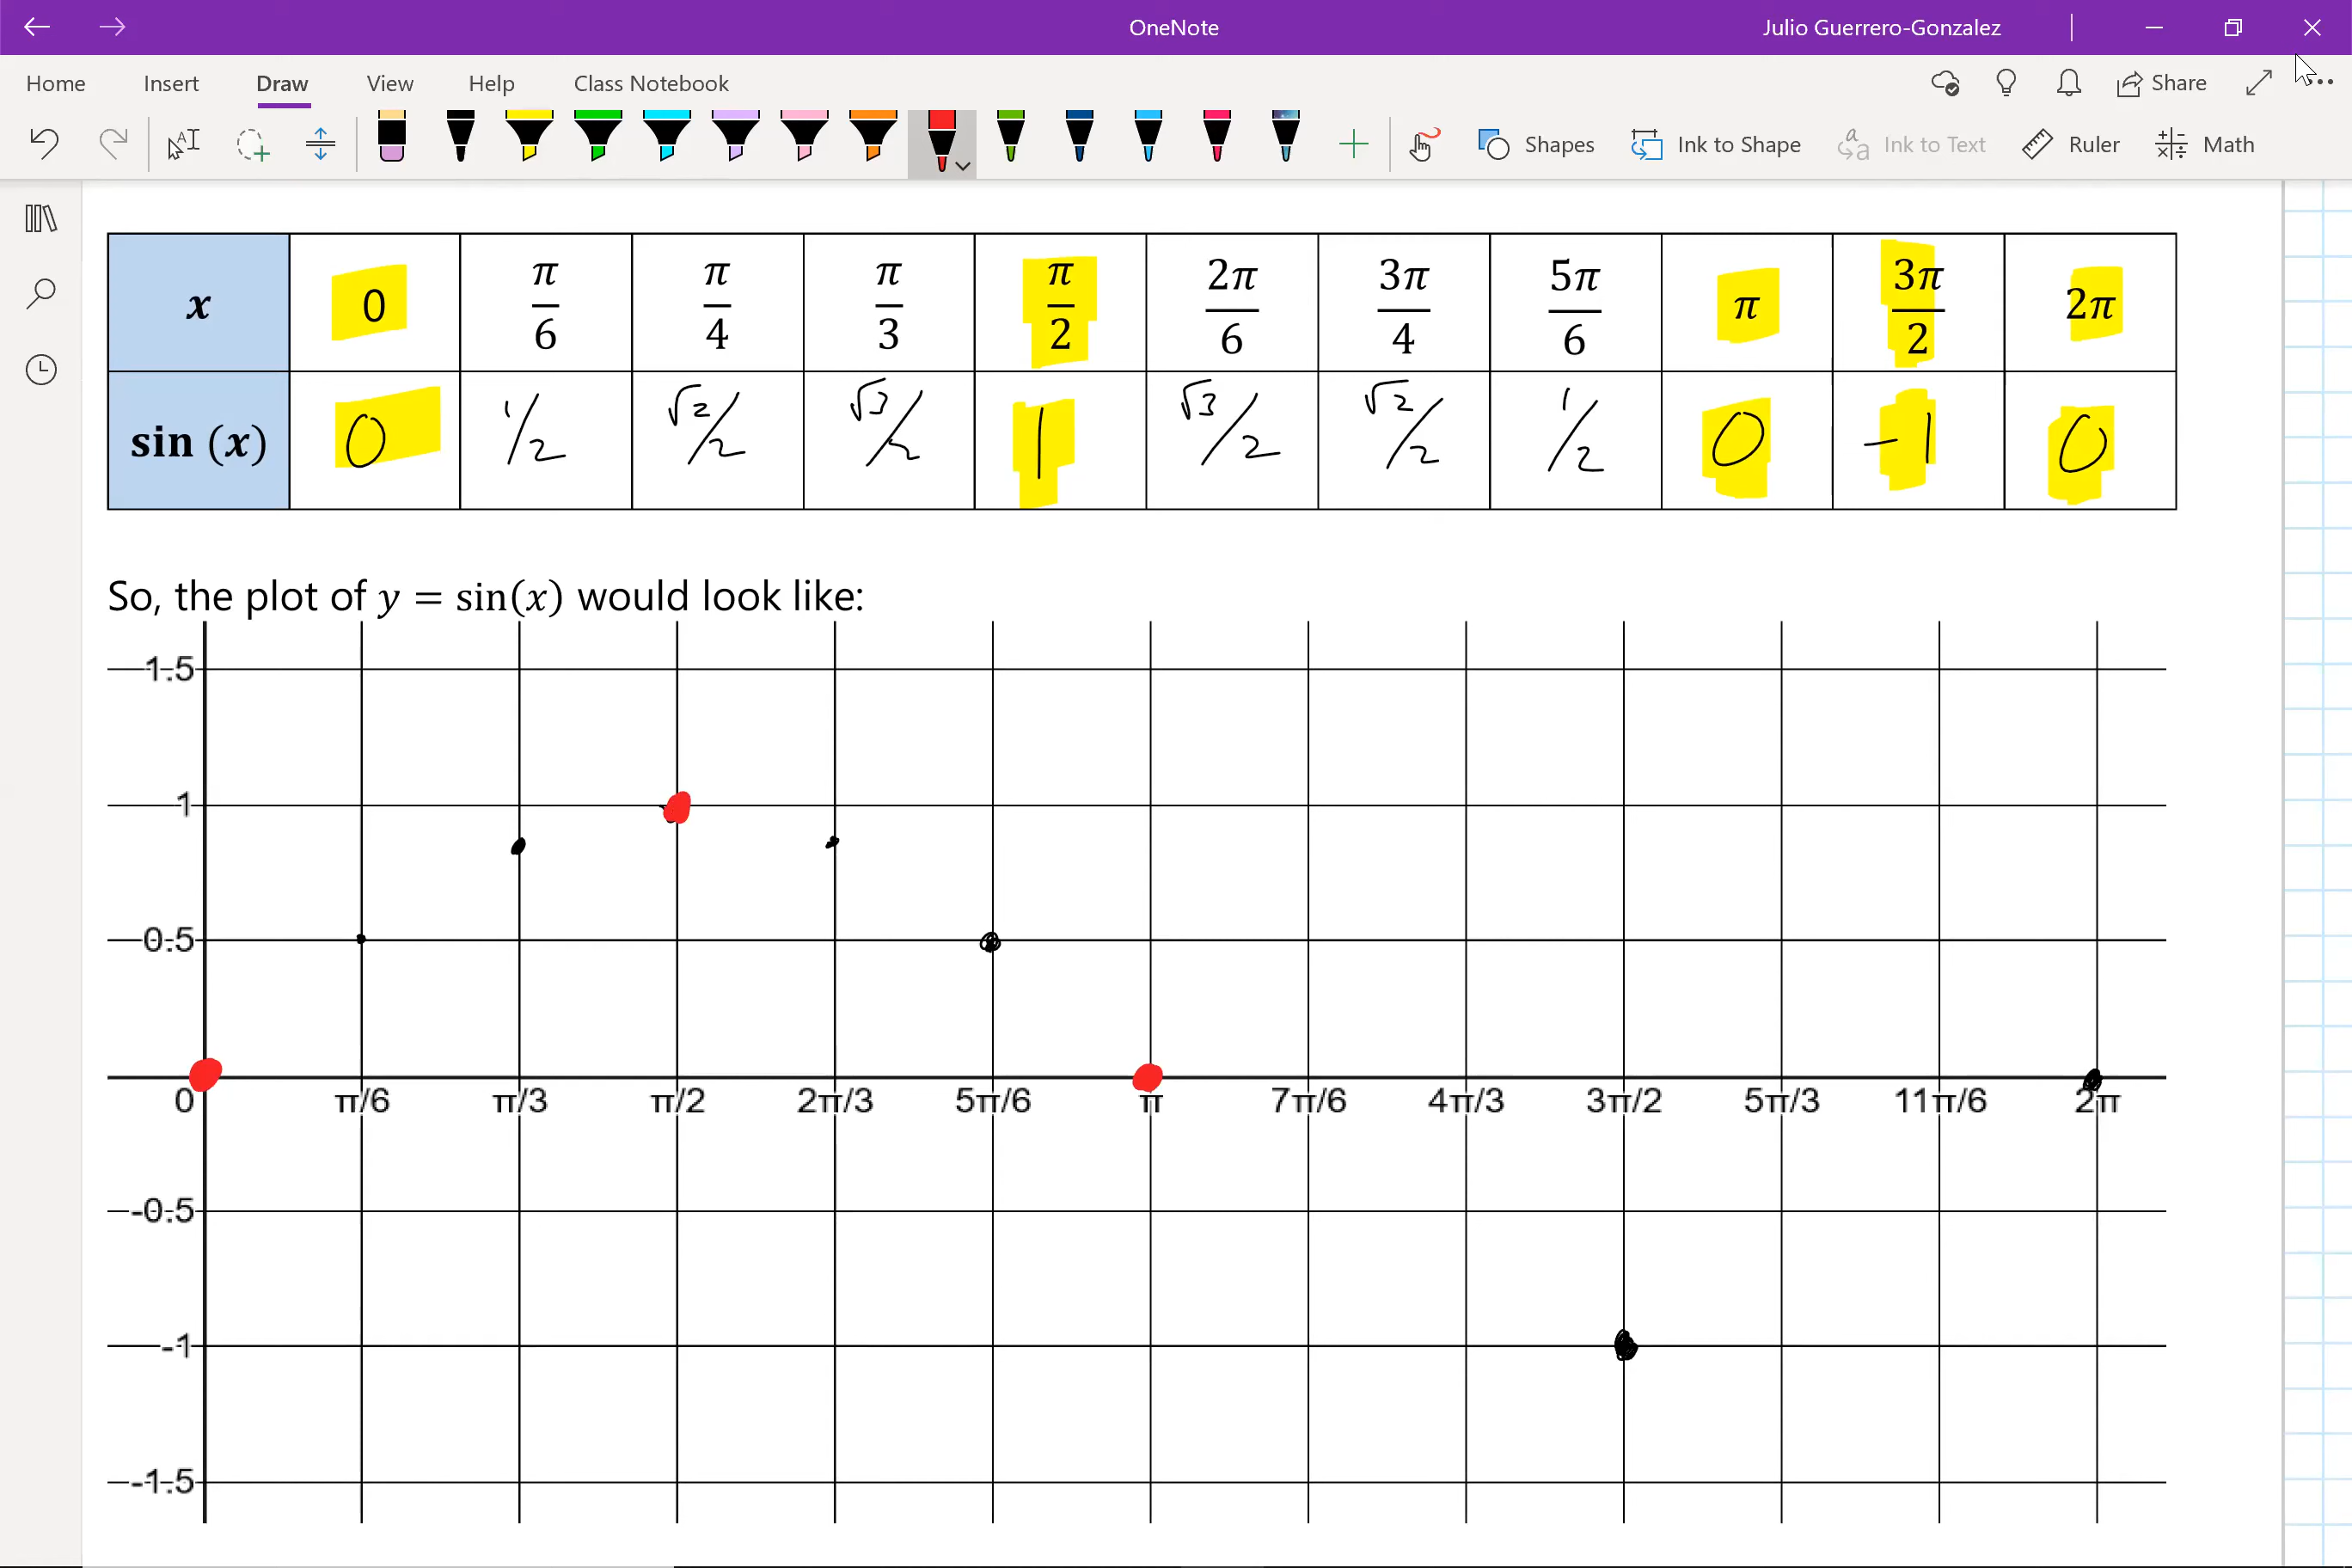 OneNote
Julio Guerrero-Gonzalez
Home Insert Draw View Help Class Notebook Share
Shapes Ink to Shape Ink to Text Ruler Math
x 0 π/6 π/4 π/3 π/2 2π/6 3π/4 5π/6 π 3π/2 2π
sin (x) 0 1/2 √2/2 √3/2 1 √3/2 √2/2 1/2 0 -1 0
So, the plot of y = sin(x) would look like:
1.5
1
0.5
0 π/6 π/3 π/2 2π/3 5π/6 π 7π/6 4π/3 3π/2 5π/3 11π/6 2π
-0.5
-1
-1.5